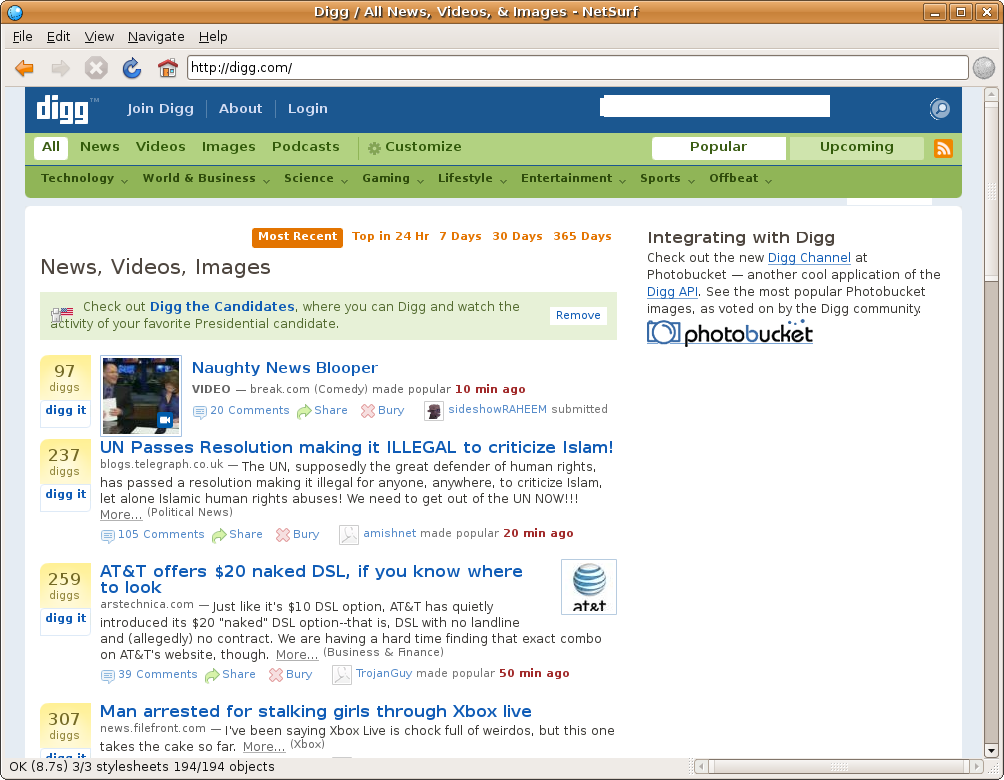 Digg / All News, Videos, & Images - NetSurf
File Edit View Navigate Help
http://digg.com/
digg™ Join Digg About Login
All News Videos Images Podcasts Customize Popular Upcoming
Technology World & Business Science Gaming Lifestyle Entertainment Sports Offbeat
Most Recent Top in 24 Hr 7 Days 30 Days 365 Days
News, Videos, Images
Check out Digg the Candidates, where you can Digg and watch the
activity of your favorite Presidential candidate.
Remove
97
diggs
digg it
Naughty News Blooper
VIDEO — break.com (Comedy) made popular 10 min ago
20 Comments Share Bury sideshowRAHEEM submitted
237
diggs
digg it
UN Passes Resolution making it ILLEGAL to criticize Islam!
blogs.telegraph.co.uk — The UN, supposedly the great defender of human rights,
has passed a resolution making it illegal for anyone, anywhere, to criticize Islam,
let alone Islamic human rights abuses! We need to get out of the UN NOW!!!
More... (Political News)
105 Comments Share Bury amishnet made popular 20 min ago
259
diggs
digg it
AT&T offers $20 naked DSL, if you know where
to look
arstechnica.com — Just like it's $10 DSL option, AT&T has quietly
introduced its $20 "naked" DSL option--that is, DSL with no landline
and (allegedly) no contract. We are having a hard time finding that exact combo
on AT&T's website, though. More... (Business & Finance)
at&t
39 Comments Share Bury TrojanGuy made popular 50 min ago
307
diggs
digg it
Man arrested for stalking girls through Xbox live
news.filefront.com — I've been saying Xbox Live is chock full of weirdos, but this one
takes the cake so far. More... (Xbox)
Integrating with Digg
Check out the new Digg Channel at
Photobucket — another cool application of the
Digg API. See the most popular Photobucket
images, as voted on by the Digg community.
photobucket
OK (8.7s) 3/3 stylesheets 194/194 objects